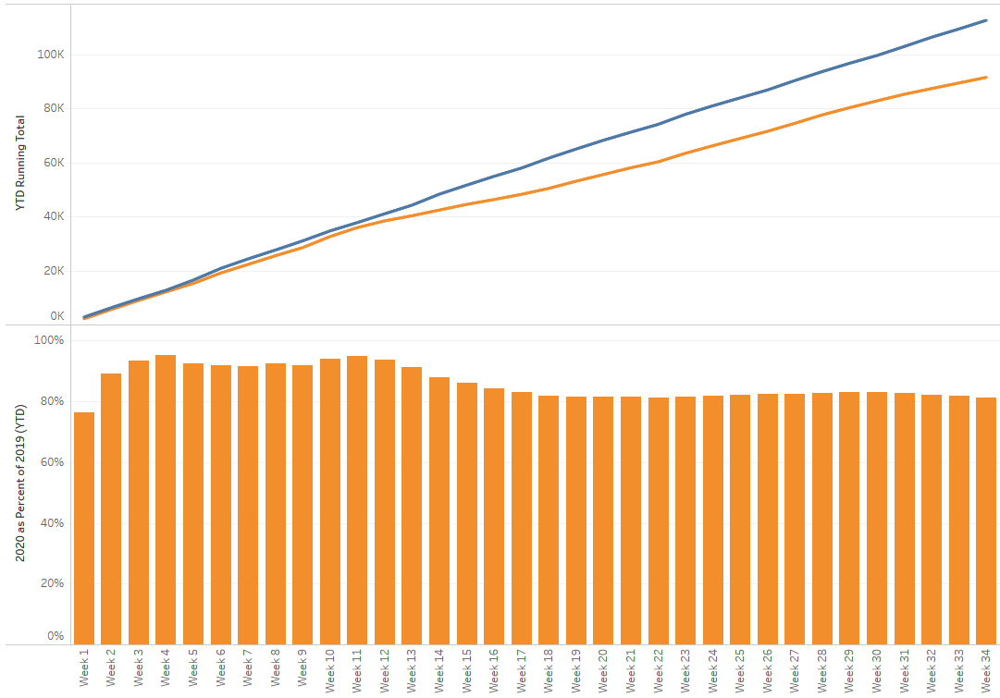 YTD Running Total
100K
80K
60K
40K
20K
0K
2020 as Percent of 2019 (YTD)
100%
80%
60%
40%
20%
0%
Week 1
Week 2
Week 3
Week 4
Week 5
Week 6
Week 7
Week 8
Week 9
Week 10
Week 11
Week 12
Week 13
Week 14
Week 15
Week 16
Week 17
Week 18
Week 19
Week 20
Week 21
Week 22
Week 23
Week 24
Week 25
Week 26
Week 27
Week 28
Week 29
Week 30
Week 31
Week 32
Week 33
Week 34